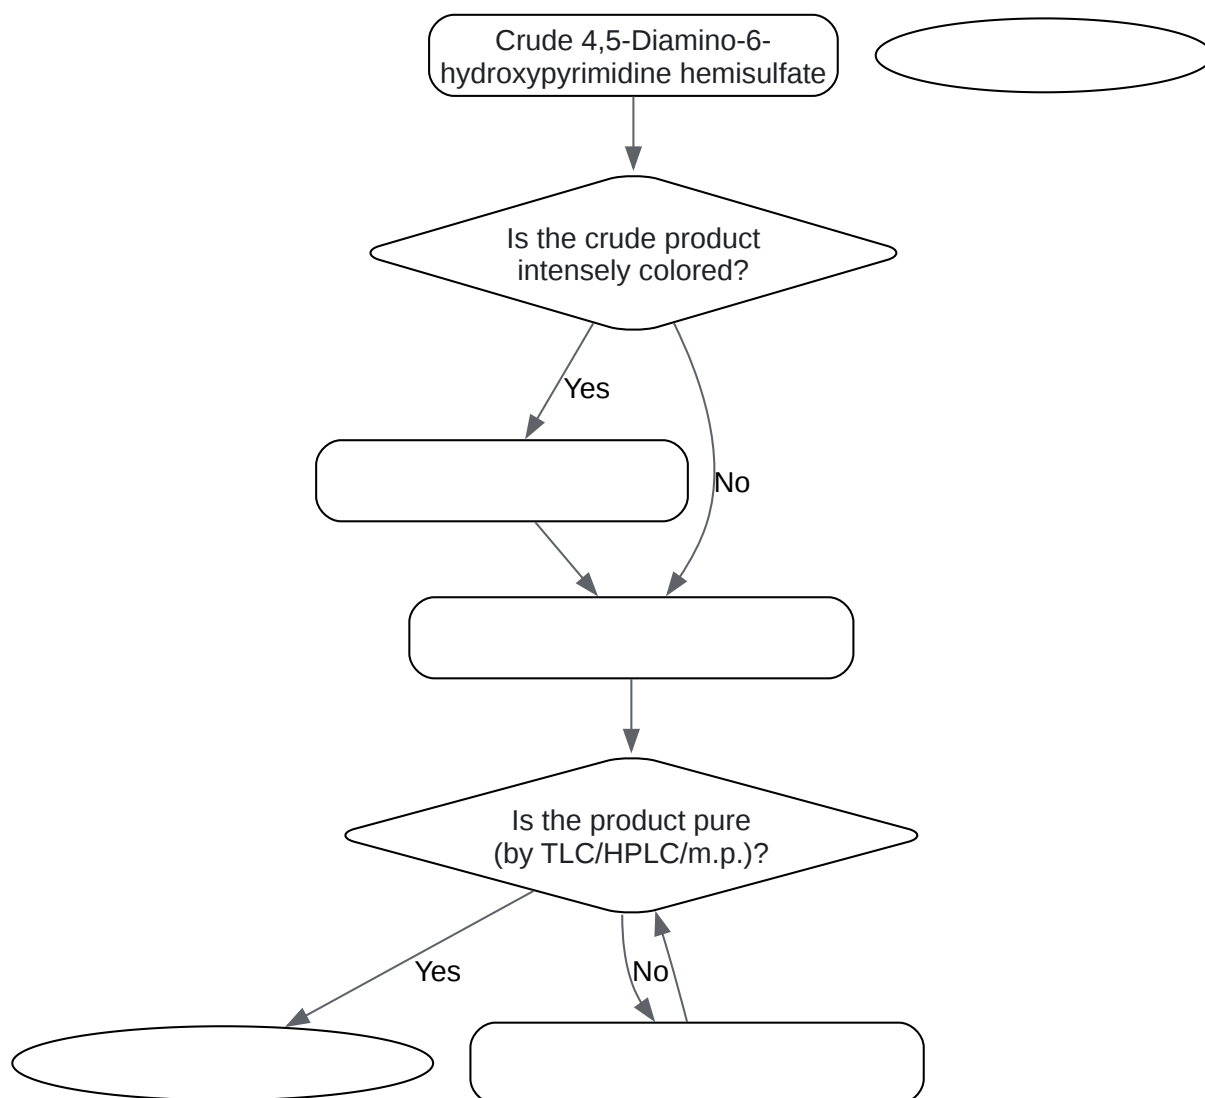 Crude 4,5-Diamino-6-
hydroxypyrimidine hemisulfate
Is the crude product
intensely colored?
Yes
No
Is the product pure
(by TLC/HPLC/m.p.)?
Yes
No